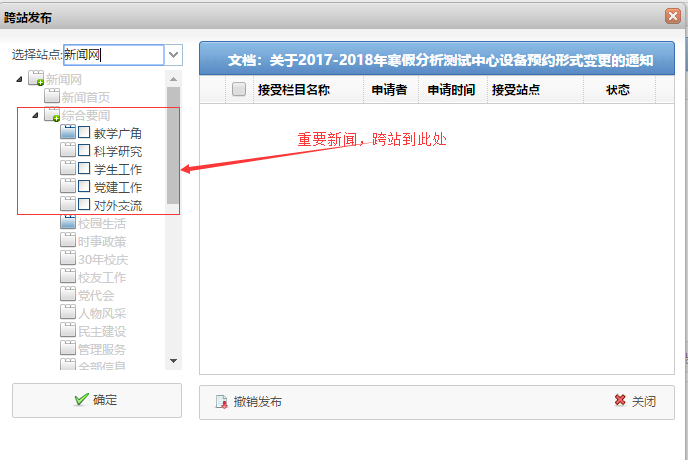 跨站发布
选择站点: 新闻网
新闻网
新闻首页
综合要闻
教学广角
科学研究
学生工作
党建工作
对外交流
校园生活
时事政策
30年校庆
校友工作
党代会
人物风采
民主建设
管理服务
全部信息
确定
文档：关于2017-2018年寒假分析测试中心设备预约形式变更的通知
接受栏目名称 申请者 申请时间 接受站点 状态
重要新闻，跨站到此处
撤销发布 关闭